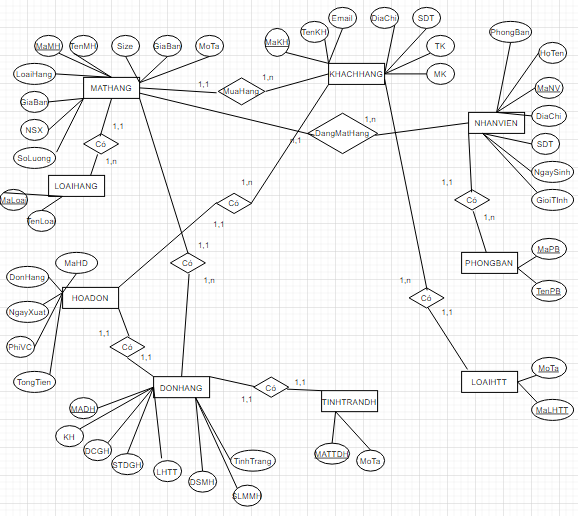 MaMH
TenMH
Size
GiaBan
MoTa
LoaiHang
MATHANG
GiaBan
NSX
SoLuong
1,1
Có
1,n
LOAIHANG
MaLoai
TenLoai
1,1
MuaHang
1,n
MaKH
TenKH
Email
DiaChi
SDT
TK
MK
KHACHHANG
n,1
DangMatHang
1,n
PhongBan
HoTen
MaNV
DiaChi
SDT
NgaySinh
GioiTInh
NHANVIEN
1,1
Có
1,n
PHONGBAN
MaPB
TenPB
1,n
Có
1,1
1,1
Có
1,n
1,n
Có
1,1
LOAIHTT
MoTa
MaLHTT
MaHD
DonHang
HOADON
NgayXuat
PhiVC
TongTien
1,1
Có
1,1
DONHANG
1,1
Có
1,1
TINHTRANDH
MATTDH
MoTa
MADH
KH
DCGH
STDGH
LHTT
DSMH
SLMMH
TinhTrang